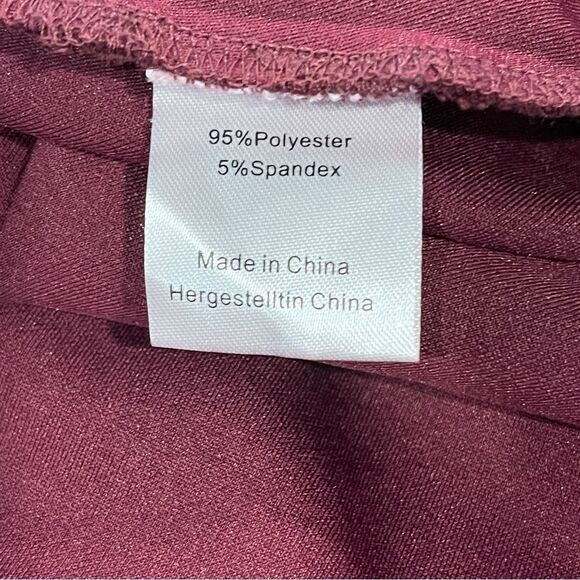 95%Polyester
5%Spandex
Made in China
Hergestelltin China